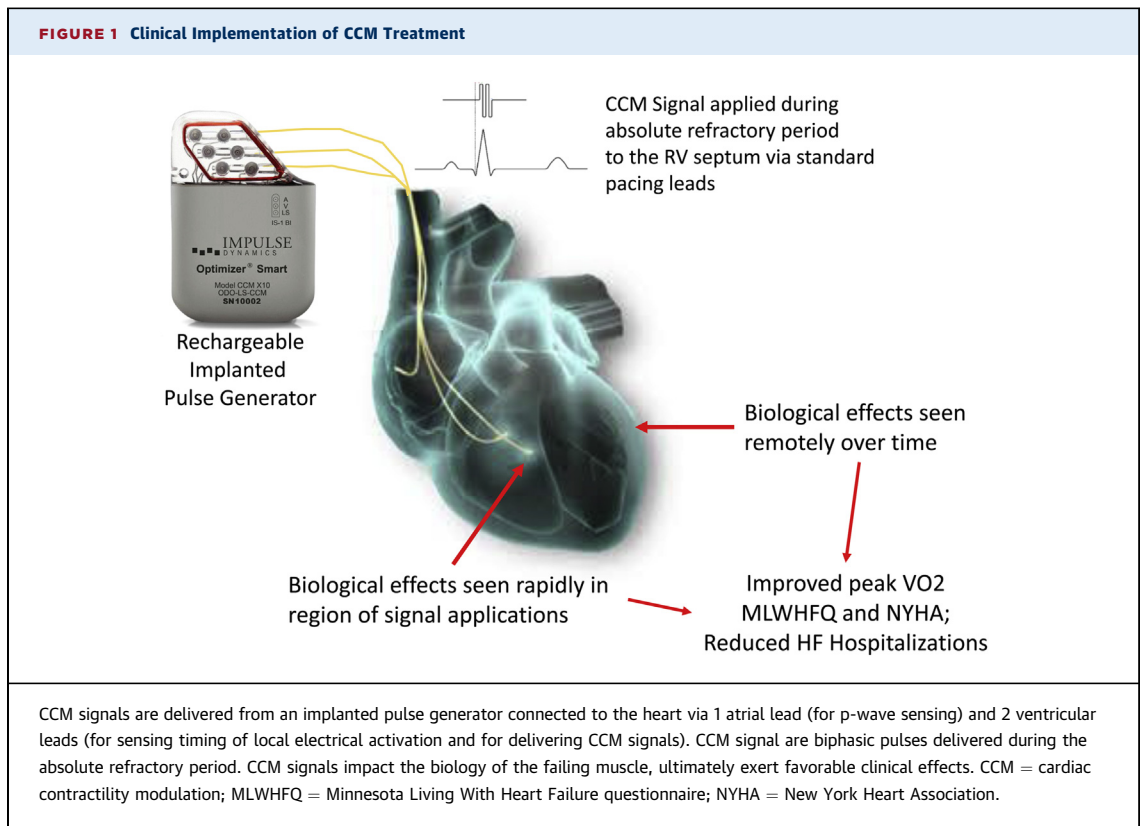 FIGURE 1 Clinical Implementation of CCM Treatment
CCM Signal applied during
absolute refractory period
to the RV septum via standard
pacing leads
A
V
LS
IS-1 BI
IMPULSE
DYNAMICS
Optimizer® Smart
Model CCM X10
ODO-LS-CCM
SN10002
Rechargeable
Implanted
Pulse Generator
Biological effects seen
remotely over time
Biological effects seen rapidly in
region of signal applications
Improved peak VO2
MLWHFQ and NYHA;
Reduced HF Hospitalizations
CCM signals are delivered from an implanted pulse generator connected to the heart via 1 atrial lead (for p-wave sensing) and 2 ventricular
leads (for sensing timing of local electrical activation and for delivering CCM signals). CCM signal are biphasic pulses delivered during the
absolute refractory period. CCM signals impact the biology of the failing muscle, ultimately exert favorable clinical effects. CCM = cardiac
contractility modulation; MLWHFQ = Minnesota Living With Heart Failure questionnaire; NYHA = New York Heart Association.